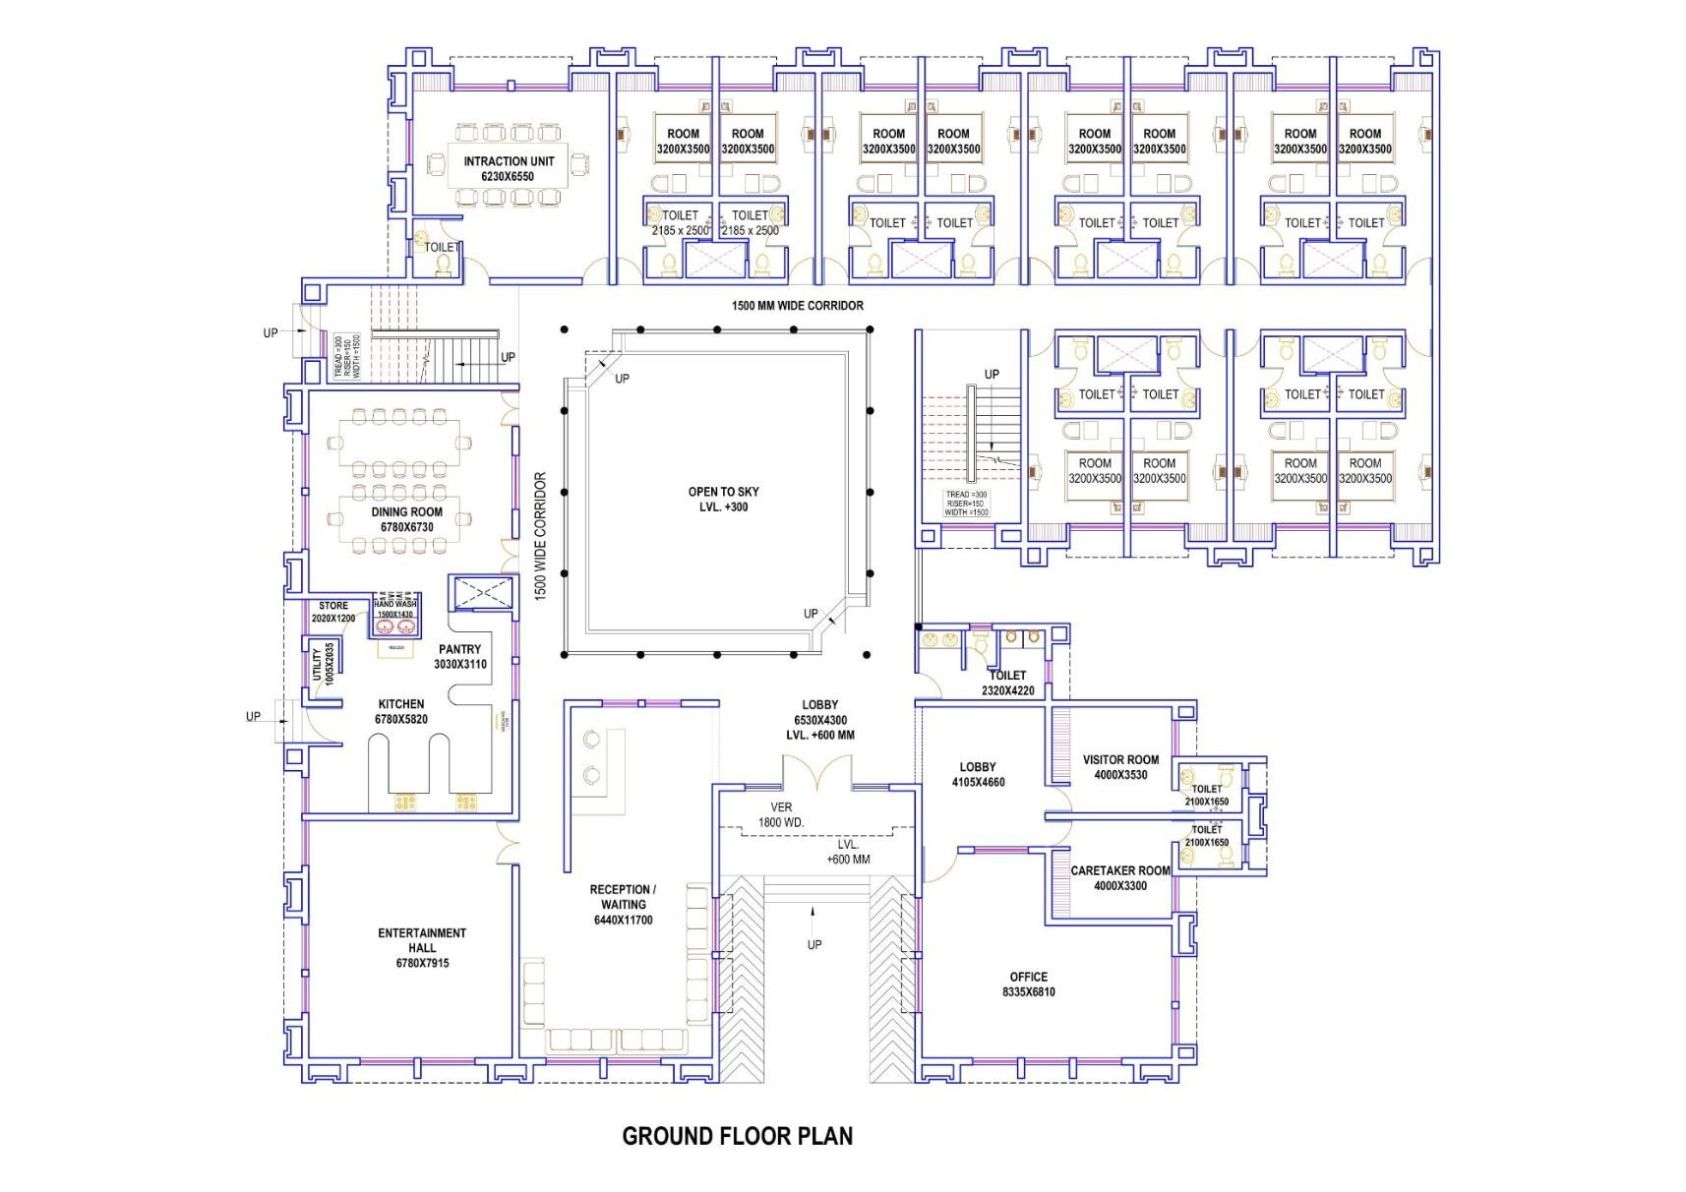 INTRACTION UNIT
6230X6550
TOILET
ROOM
3200X3500
ROOM
3200X3500
ROOM
3200X3500
ROOM
3200X3500
ROOM
3200X3500
ROOM
3200X3500
ROOM
3200X3500
ROOM
3200X3500
TOILET
2185 x 2500
TOILET
2185 x 2500
TOILET
TOILET
TOILET
TOILET
TOILET
TOILET
1500 MM WIDE CORRIDOR
UP
TREAD =300
RISER=150
WIDTH =1500
UP
UP
UP
TOILET
TOILET
TOILET
TOILET
ROOM
3200X3500
ROOM
3200X3500
ROOM
3200X3500
ROOM
3200X3500
TREAD =300
RISER=150
WIDTH =1500
OPEN TO SKY
LVL. +300
1500 WIDE CORRIDOR
DINING ROOM
6780X6730
STORE
2020X1200
HAND WASH
1500X1430
UTILITY
1005X2035
PANTRY
3030X3110
KITCHEN
6780X5820
UP
UP
TOILET
2320X4220
LOBBY
6530X4300
LVL. +600 MM
LOBBY
4105X4660
VISITOR ROOM
4000X3530
TOILET
2100X1650
TOILET
2100X1650
CARETAKER ROOM
4000X3300
VER
1800 WD.
LVL.
+600 MM
RECEPTION /
WAITING
6440X11700
UP
ENTERTAINMENT
HALL
6780X7915
OFFICE
8335X6810
GROUND FLOOR PLAN